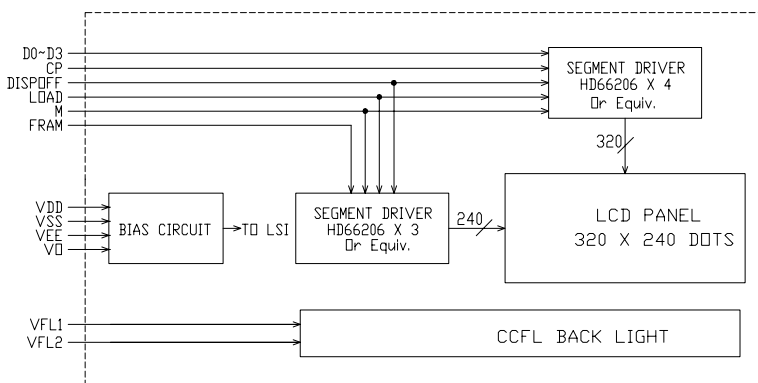 D0~D3
CP
DISPOFF
LOAD
M
FRAM
SEGMENT DRIVER
HD66206 X 4
Or Equiv.
320
VDD
VSS
VEE
VO
BIAS CIRCUIT
TO LSI
SEGMENT DRIVER
HD66206 X 3
Or Equiv.
240
LCD PANEL
320 X 240 DOTS
VFL1
VFL2
CCFL BACK LIGHT